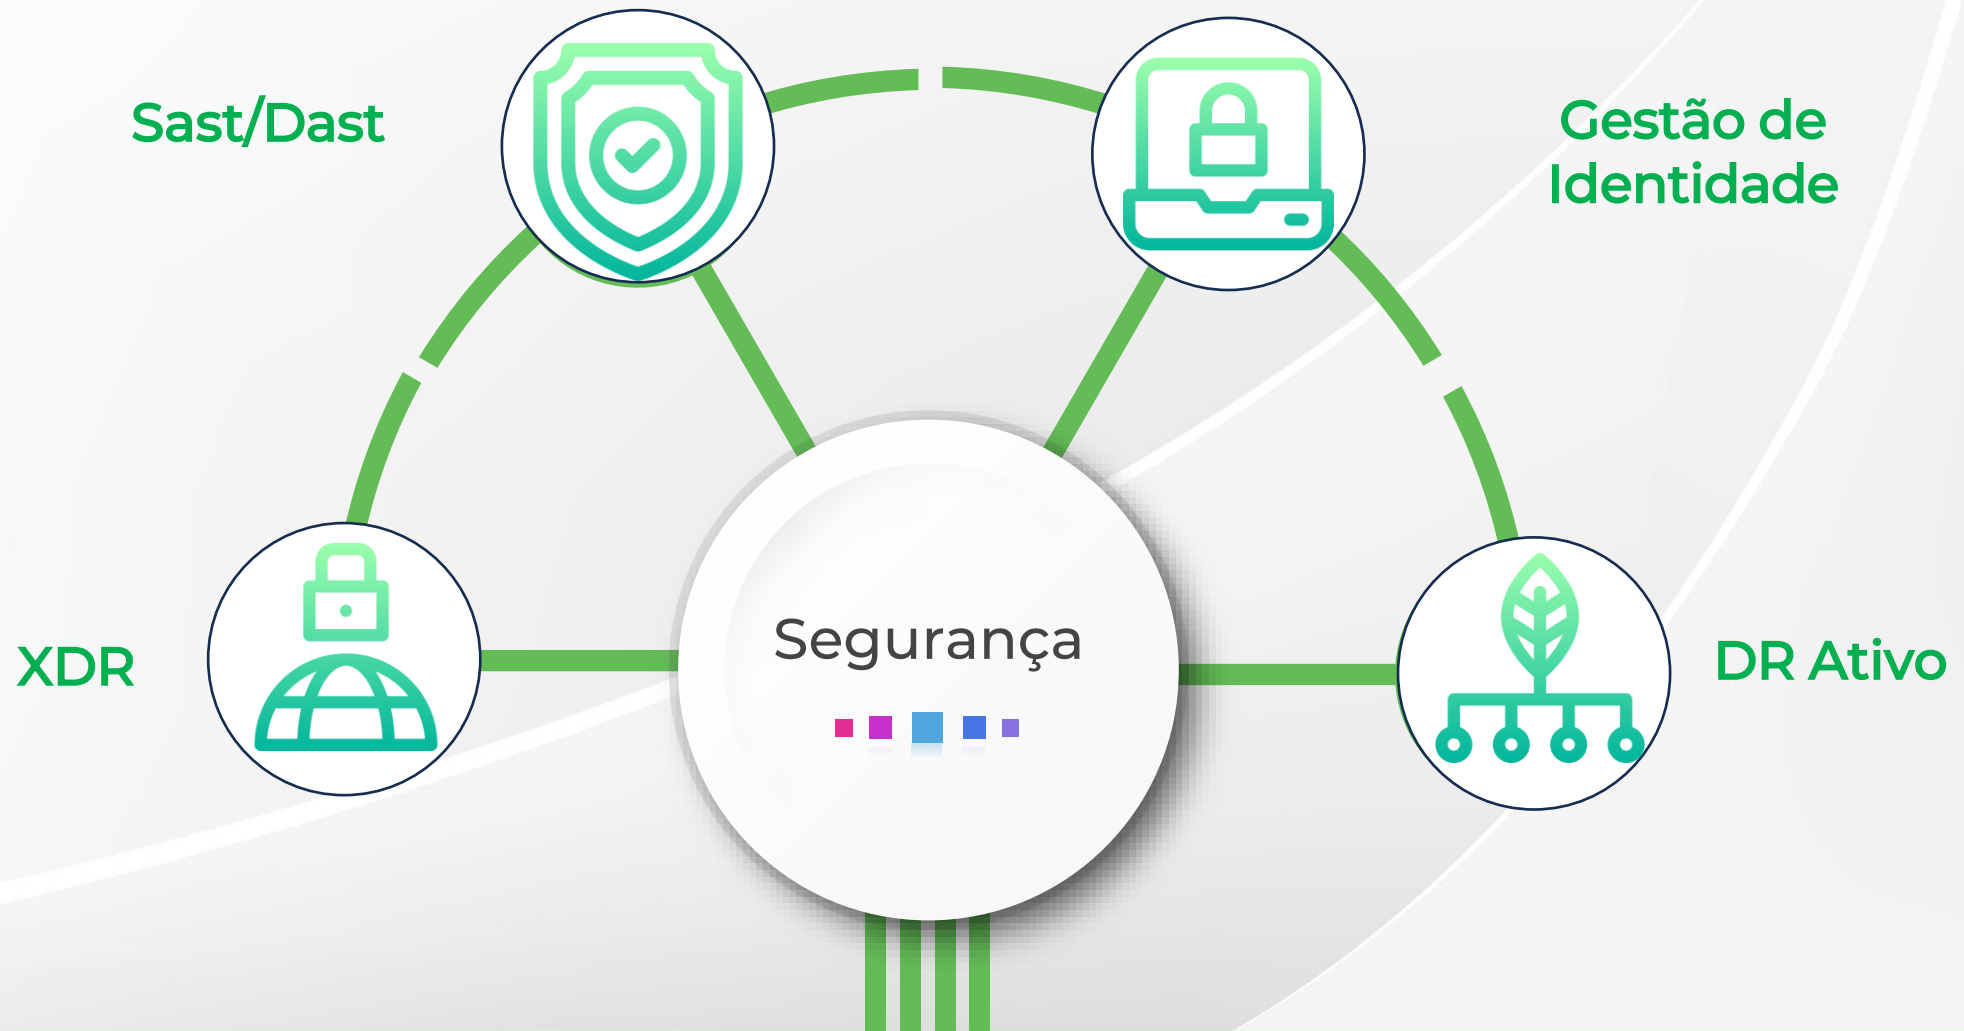 Sast/Dast
Gestão de
Identidade
XDR
Segurança
DR Ativo